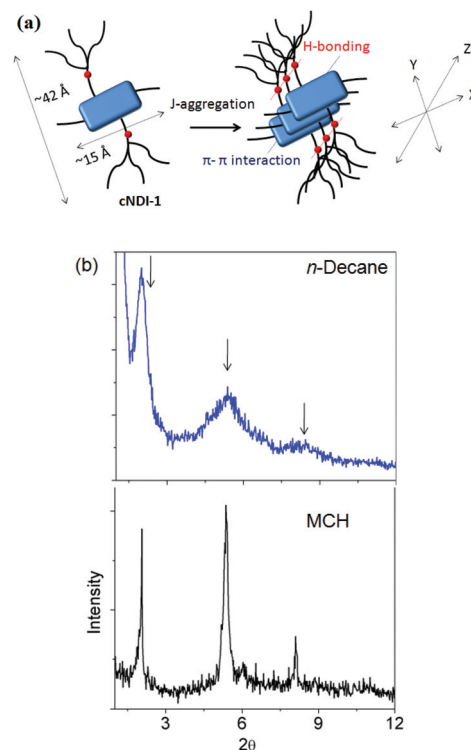 (a)
H-bonding
~42 Å
J-aggregation
~15 Å
π- π interaction
cNDI-1
Y
Z
X
(b)
n-Decane
MCH
Intensity
3 6 9 12
2θ